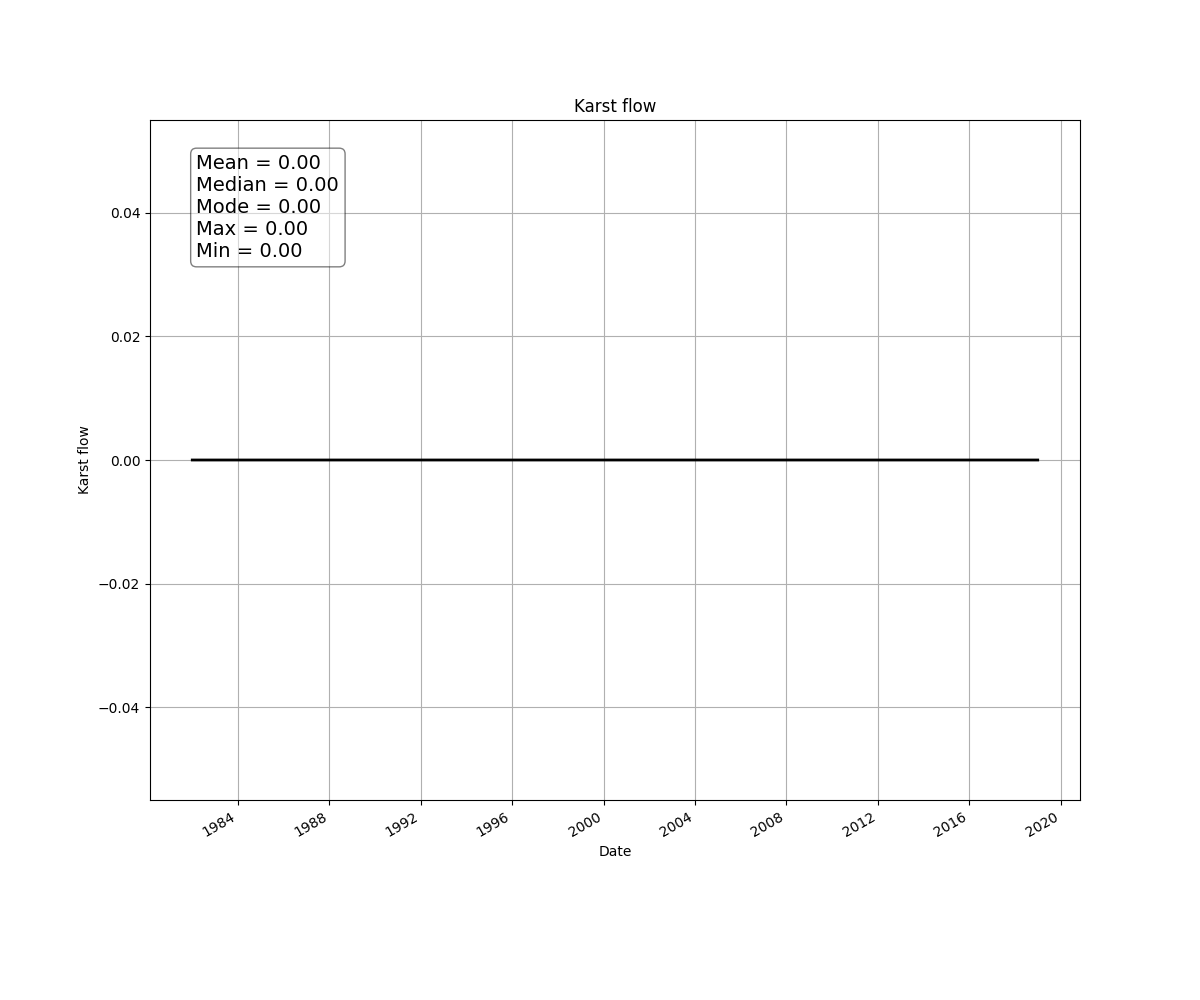 Karst flow
Mean = 0.00
Median = 0.00
Mode = 0.00
Max = 0.00
Min = 0.00
0.04
0.02
0.00
−0.02
−0.04
Karst flow
1984 1988 1992 1996 2000 2004 2008 2012 2016 2020
Date